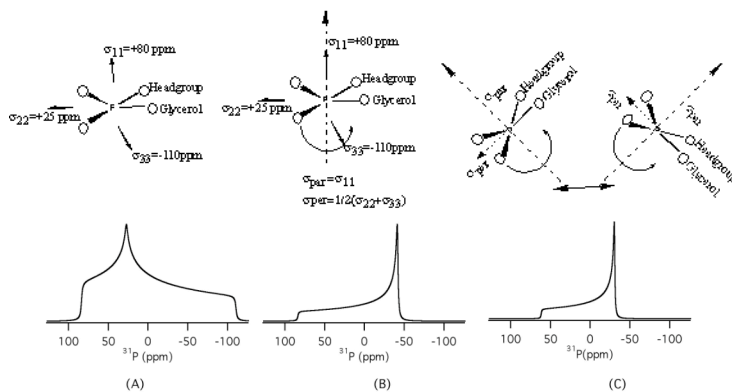 σ11=+80 ppm
O Headgroup
O
P
O Glycerol
σ22=+25 ppm
O
σ33=-110ppm
100 50 0 -50 -100
31P (ppm)
(A)
σ11=+80 ppm
O Headgroup
O
P
O Glycerol
σ22=+25 ppm
O
σ33=-110ppm
σpar=σ11
σper=1/2(σ22+σ33)
100 50 0 -50 -100
31P (ppm)
(B)
σpar
O Headgroup
O Glycerol
O
P
O
σper
σper
σpar
O
O
P
O Headgroup
O Glycerol
100 50 0 -50 -100
31P(ppm)
(C)